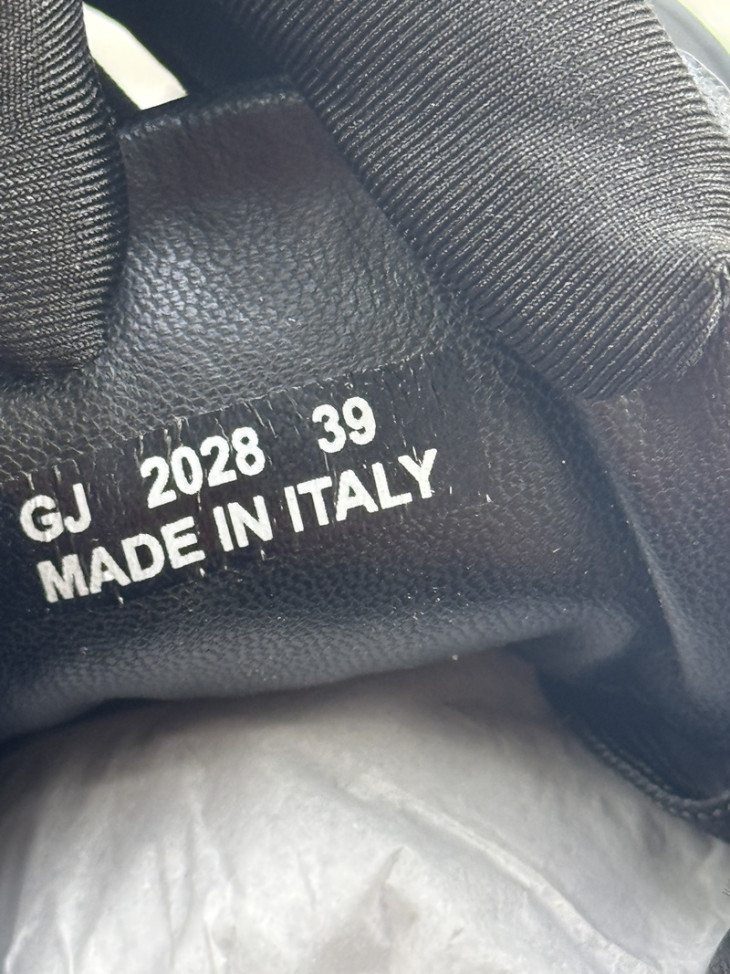 GJ 2028 39
MADE IN ITALY